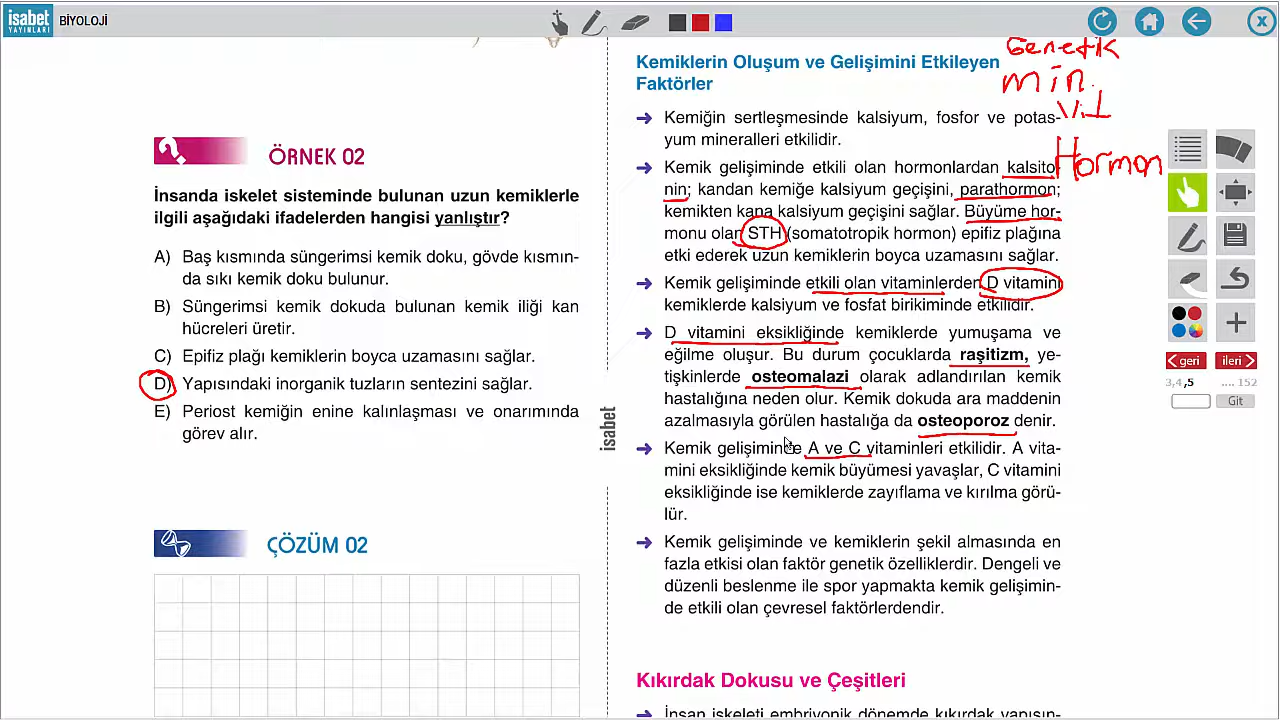 isabet
YAYINLARI
BİYOLOJİ
ÖRNEK 02
İnsanda iskelet sisteminde bulunan uzun kemiklerle
ilgili aşağıdaki ifadelerden hangisi yanlıştır?
A) Baş kısmında süngerimsi kemik doku, gövde kısmın-
da sıkı kemik doku bulunur.
B) Süngerimsi kemik dokuda bulunan kemik iliği kan
hücreleri üretir.
C) Epifiz plağı kemiklerin boyca uzamasını sağlar.
D) Yapısındaki inorganik tuzların sentezini sağlar.
E) Periost kemiğin enine kalınlaşması ve onarımında
görev alır.
ÇÖZÜM 02
isabet
Kemiklerin Oluşum ve Gelişimini Etkileyen
Faktörler
Genetik
min.
Vit
Hormon
Kemiğin sertleşmesinde kalsiyum, fosfor ve potas-
yum mineralleri etkilidir.
Kemik gelişiminde etkili olan hormonlardan kalsito
nin; kandan kemiğe kalsiyum geçişini, parathormon;
kemikten kana kalsiyum geçişini sağlar. Büyüme hor-
monu olan STH (somatotropik hormon) epifiz plağına
etki ederek uzun kemiklerin boyca uzamasını sağlar.
Kemik gelişiminde etkili olan vitaminlerden D vitamini
kemiklerde kalsiyum ve fosfat birikiminde etkilidir.
D vitamini eksikliğinde kemiklerde yumuşama ve
eğilme oluşur. Bu durum çocuklarda raşitizm, ye-
tişkinlerde osteomalazi olarak adlandırılan kemik
hastalığına neden olur. Kemik dokuda ara maddenin
azalmasıyla görülen hastalığa da osteoporoz denir.
Kemik gelişiminde A ve C vitaminleri etkilidir. A vita-
mini eksikliğinde kemik büyümesi yavaşlar, C vitamini
eksikliğinde ise kemiklerde zayıflama ve kırılma görü-
lür.
Kemik gelişiminde ve kemiklerin şekil almasında en
fazla etkisi olan faktör genetik özelliklerdir. Dengeli ve
düzenli beslenme ile spor yapmakta kemik gelişimin-
de etkili olan çevresel faktörlerdendir.
Kıkırdak Dokusu ve Çeşitleri
İnsan iskeleti embriyonik dönemde kıkırdak yapısın-
geri
ileri
3,4,5 .... 152
Git